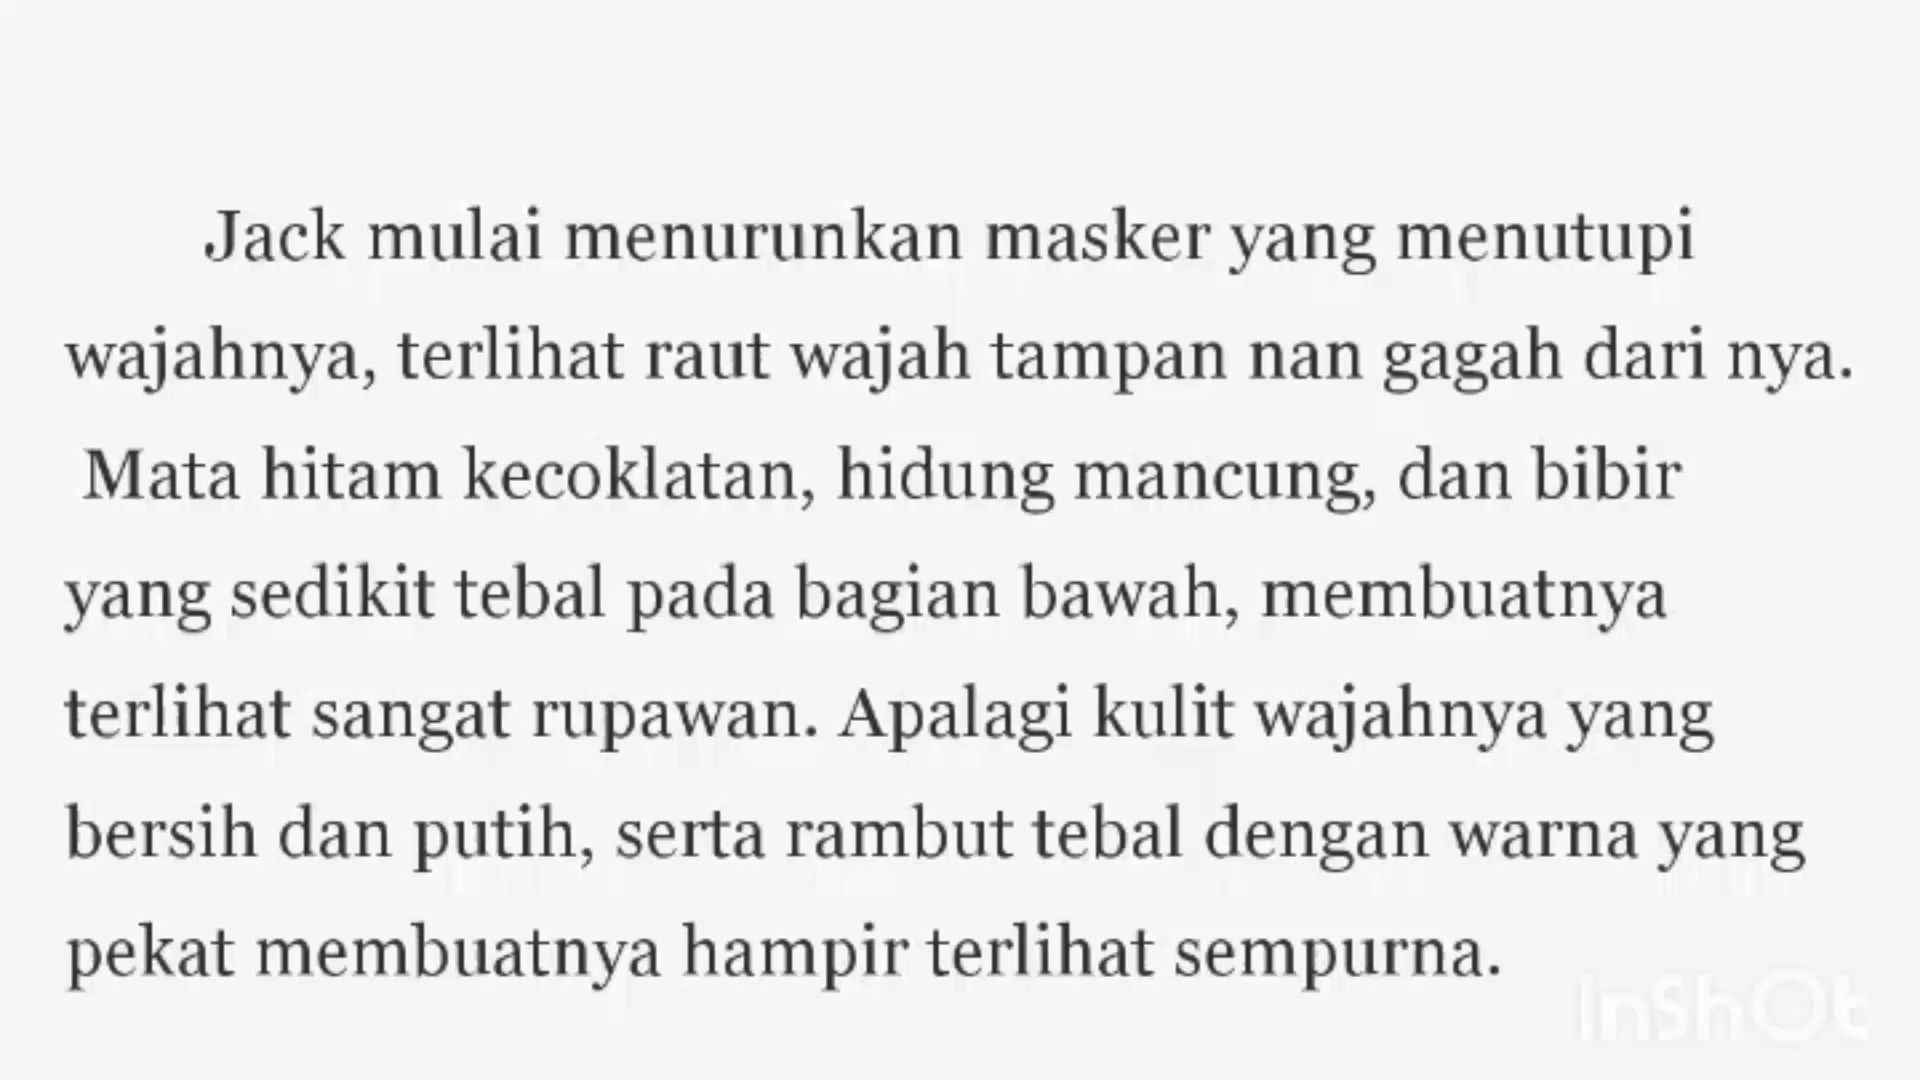 Jack mulai menurunkan masker yang menutupi
wajahnya, terlihat raut wajah tampan nan gagah dari nya.
Mata hitam kecoklatan, hidung mancung, dan bibir
yang sedikit tebal pada bagian bawah, membuatnya
terlihat sangat rupawan. Apalagi kulit wajahnya yang
bersih dan putih, serta rambut tebal dengan warna yang
pekat membuatnya hampir terlihat sempurna.
InShOt